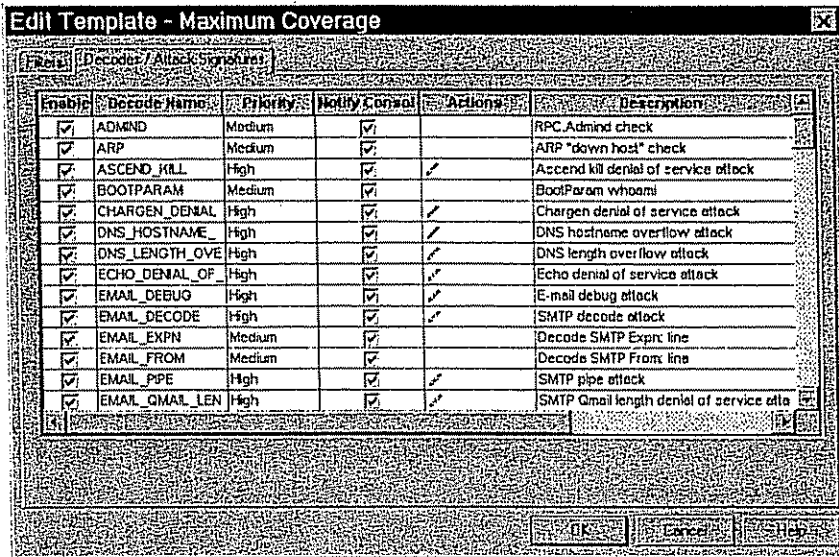 Edit Template - Maximum Coverage
Filters Decodes / Attack Signatures
Enable Decode Name Priority Notify Consol Actions Description
ADMIND Medium RPC.Admind check
ARP Medium ARP "down host" check
ASCEND_KILL High Ascend kill denial of service attack
BOOTPARAM Medium BootParam whoami
CHARGEN_DENIAL High Chargen denial of service attack
DNS_HOSTNAME_ High DNS hostname overflow attack
DNS_LENGTH_OVE High DNS length overflow attack
ECHO_DENIAL_OF_ High Echo denial of service attack
EMAIL_DEBUG High E-mail debug attack
EMAIL_DECODE High SMTP decode attack
EMAIL_EXPN Medium Decode SMTP Expn: line
EMAIL_FROM Medium Decode SMTP From: line
EMAIL_PIPE High SMTP pipe attack
EMAIL_QMAIL_LEN High SMTP Qmail length denial of service atta
OK Cancel Help